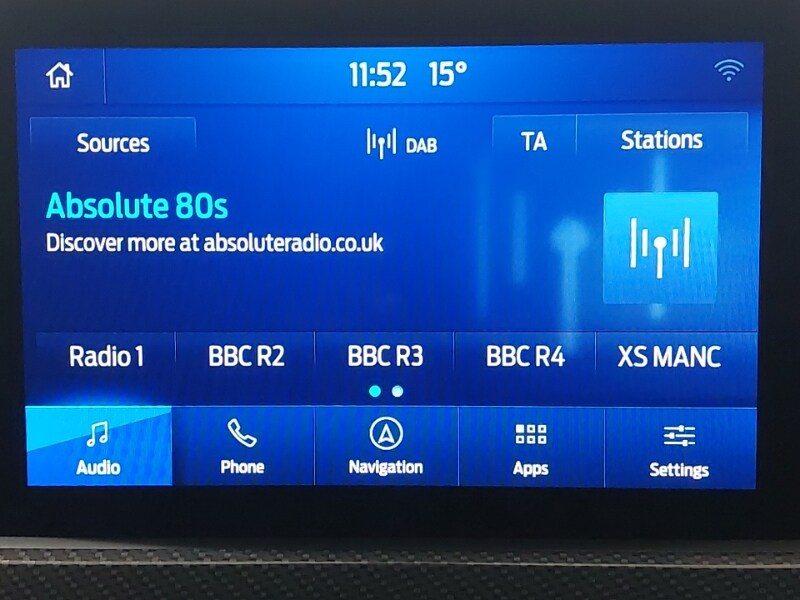 11:52 15°
Sources DAB TA Stations
Absolute 80s
Discover more at absoluteradio.co.uk
Radio 1 BBC R2 BBC R3 BBC R4 XS MANC
Audio Phone Navigation Apps Settings